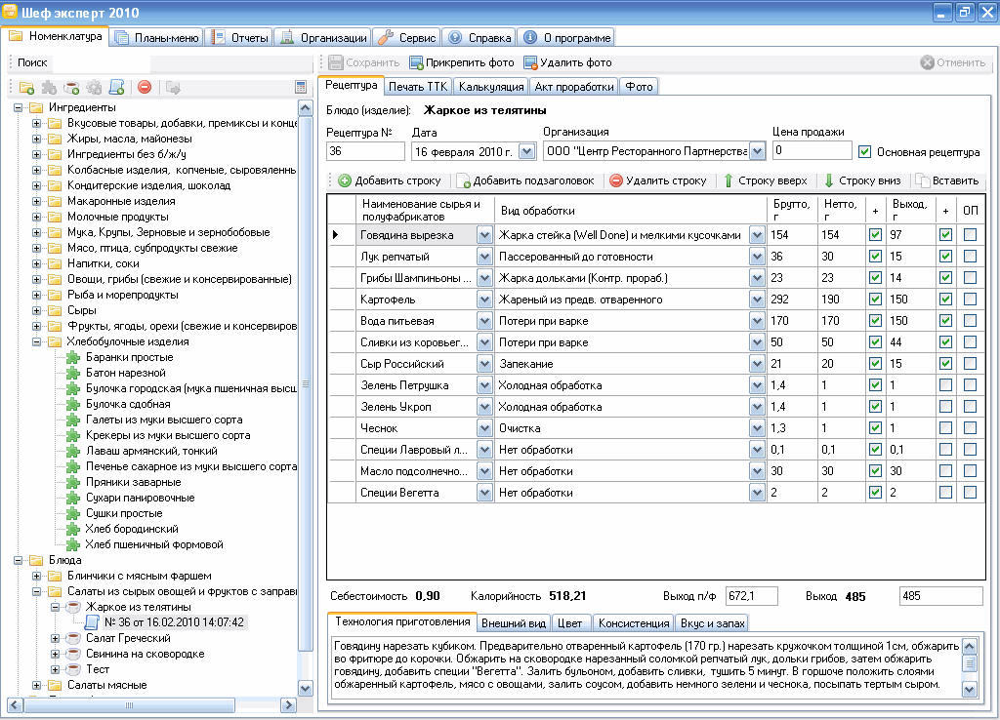 Шеф эксперт 2010
Номенклатура Планы-меню Отчеты Организации Сервис Справка О программе
Поиск
Сохранить Прикрепить фото Удалить фото Отменить
Ингредиенты
Вкусовые товары, добавки, премиксы и конце
Жиры, масла, майонезы
Ингредиенты без б/ж/у
Колбасные изделия, копченые, сыровяленнь
Кондитерские изделия, шоколад
Макаронные изделия
Молочные продукты
Мука, Крупы, Зерновые и зернобобовые
Мясо, птица, субпродукты свежие
Напитки, соки
Овощи, грибы (свежие и консервированные)
Рыба и морепродукты
Сыры
Фрукты, ягоды, орехи (свежие и консервиров
Хлебобулочные изделия
Баранки простые
Батон нарезной
Булочка городская (мука пшеничная высш
Булочка сдобная
Галеты из муки высшего сорта
Крекеры из муки высшего сорта
Лаваш армянский, тонкий
Печенье сахарное из муки высшего сорта
Пряники заварные
Сухари панировочные
Сушки простые
Хлеб бородинский
Хлеб пшеничный формовой
Блюда
Блинчики с мясным фаршем
Салаты из сырых овощей и фруктов с заправ
Жаркое из телятины
№ 36 от 16.02.2010 14:07:42
Салат Греческий
Свинина на сковородке
Тест
Салаты мясные
Рецептура Печать ТТК Калькуляция Акт проработки Фото
Блюдо (изделие): Жаркое из телятины
Рецептура № Дата Организация Цена продажи
36 16 февраля 2010 г. ООО "Центр Ресторанного Партнерства 0 Основная рецептура
Добавить строку Добавить подзаголовок Удалить строку Строку вверх Строку вниз Вставить
Наименование сырья и полуфабрикатов Вид обработки Брутто, г Нетто, г + Выход, г + ОП
Говядина вырезка Жарка стейка (Well Done) и мелкими кусочками 154 154 97
Лук репчатый Пассерованный до готовности 36 30 15
Грибы Шампиньоны ... Жарка дольками (Контр. прораб.) 23 23 14
Картофель Жареный из предв. отваренного 292 190 150
Вода питьевая Потери при варке 170 170 150
Сливки из коровьег... Потери при варке 50 50 44
Сыр Российский Запекание 21 20 15
Зелень Петрушка Холодная обработка 1,4 1 1
Зелень Укроп Холодная обработка 1,4 1 1
Чеснок Очистка 1,3 1 1
Специи Лавровый л... Нет обработки 0,1 0,1 0,1
Масло подсолнечно... Нет обработки 30 30 30
Специи Вегетта Нет обработки 2 2 2
Себестоимость 0,90 Калорийность 518,21 Выход п/ф 672,1 Выход 485 485
Технология приготовления Внешний вид Цвет Консистенция Вкус и запах
Говядину нарезать кубиком. Предварительно отваренный картофель (170 гр.) нарезать кружочком толщиной 1см, обжарить
во фритюре до корочки. Обжарить на сковородке нарезанный соломкой репчатый лук, дольки грибов, затем обжарить
говядину, добавить специи "Вегетта". Залить бульоном, добавить сливки, тушить 5 минут. В горшоче положить слоями
обжаренный картофель, мясо с овощами, залить соусом, добавить немного зелени и чеснока, посыпать тертым сыром.